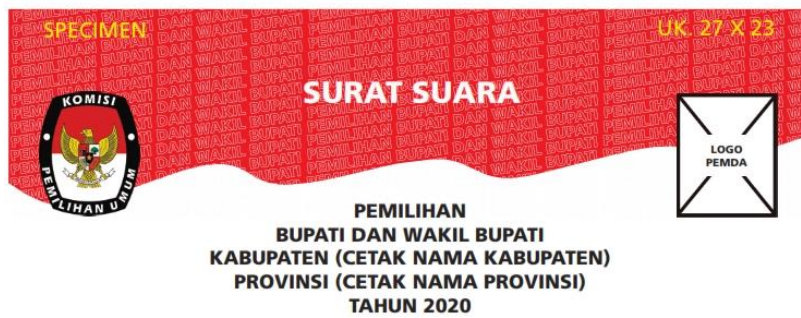 SPECIMEN
UK. 27 X 23
SURAT SUARA
KOMISI
PEMILIHAN UMUM
LOGO
PEMDA
PEMILIHAN
BUPATI DAN WAKIL BUPATI
KABUPATEN (CETAK NAMA KABUPATEN)
PROVINSI (CETAK NAMA PROVINSI)
TAHUN 2020